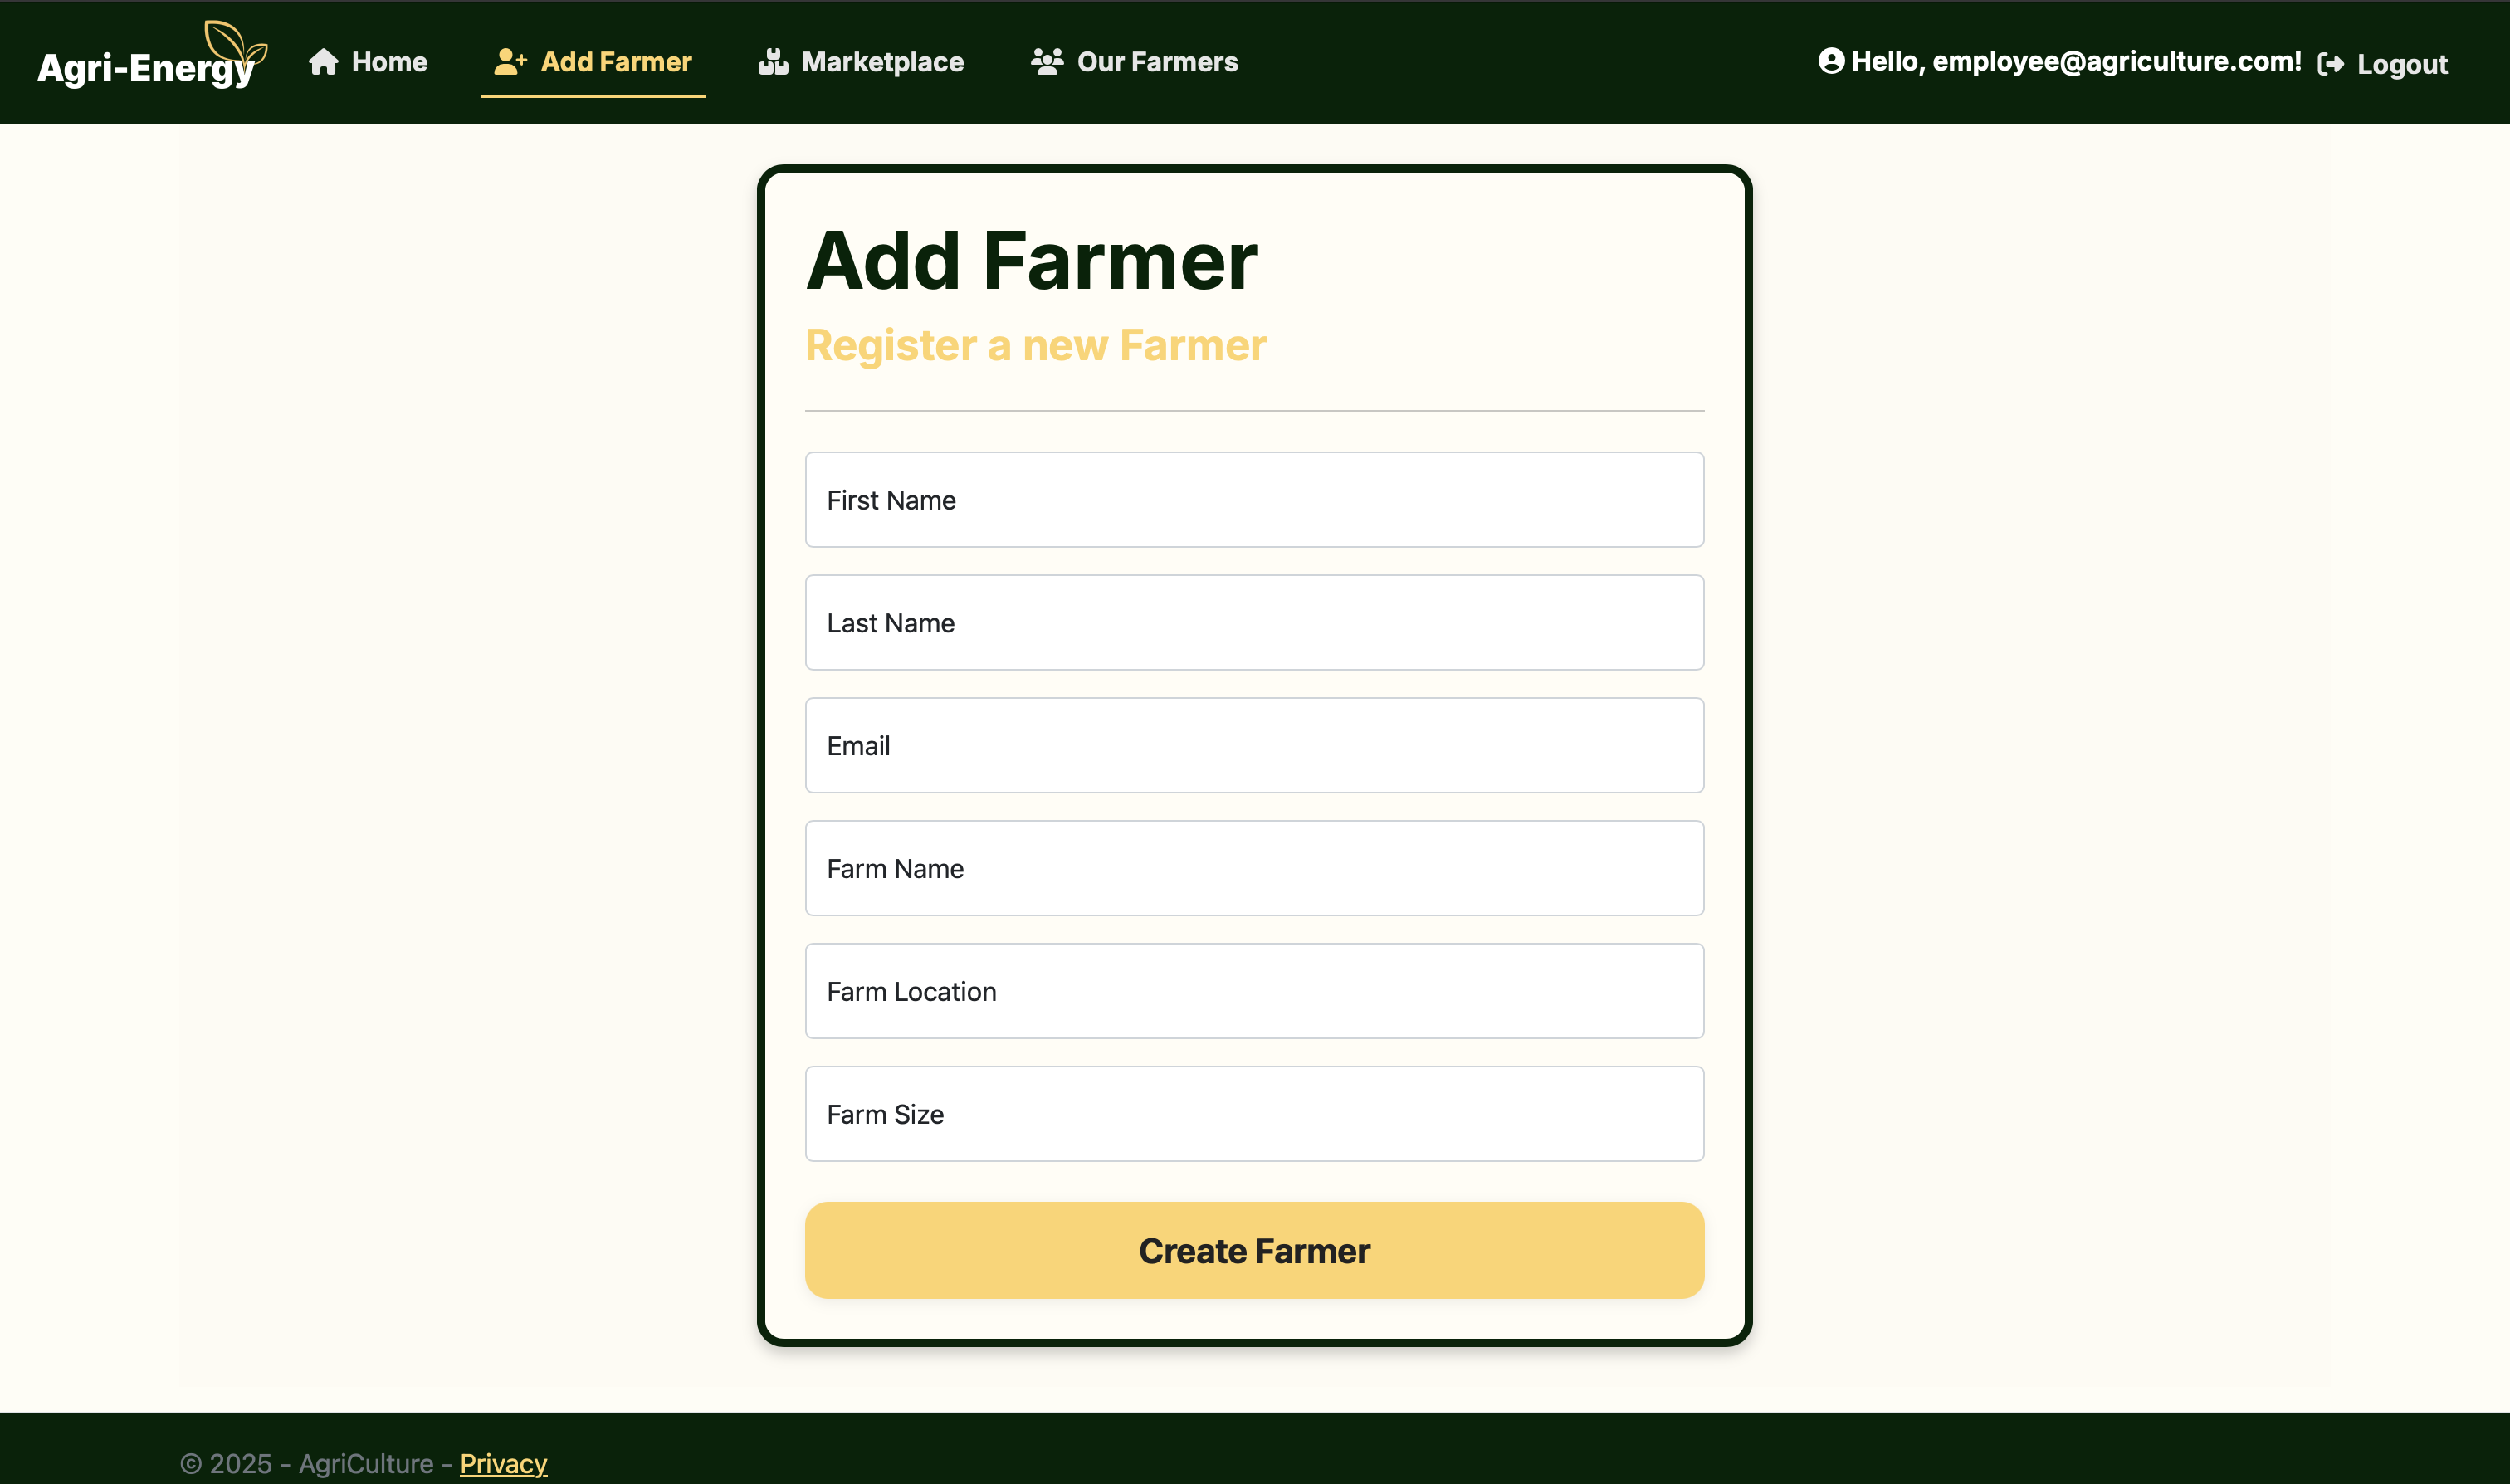 Agri-Energy Home Add Farmer Marketplace Our Farmers Hello, employee@agriculture.com! Logout
Add Farmer
Register a new Farmer
First Name
Last Name
Email
Farm Name
Farm Location
Farm Size
Create Farmer
© 2025 - AgriCulture - Privacy